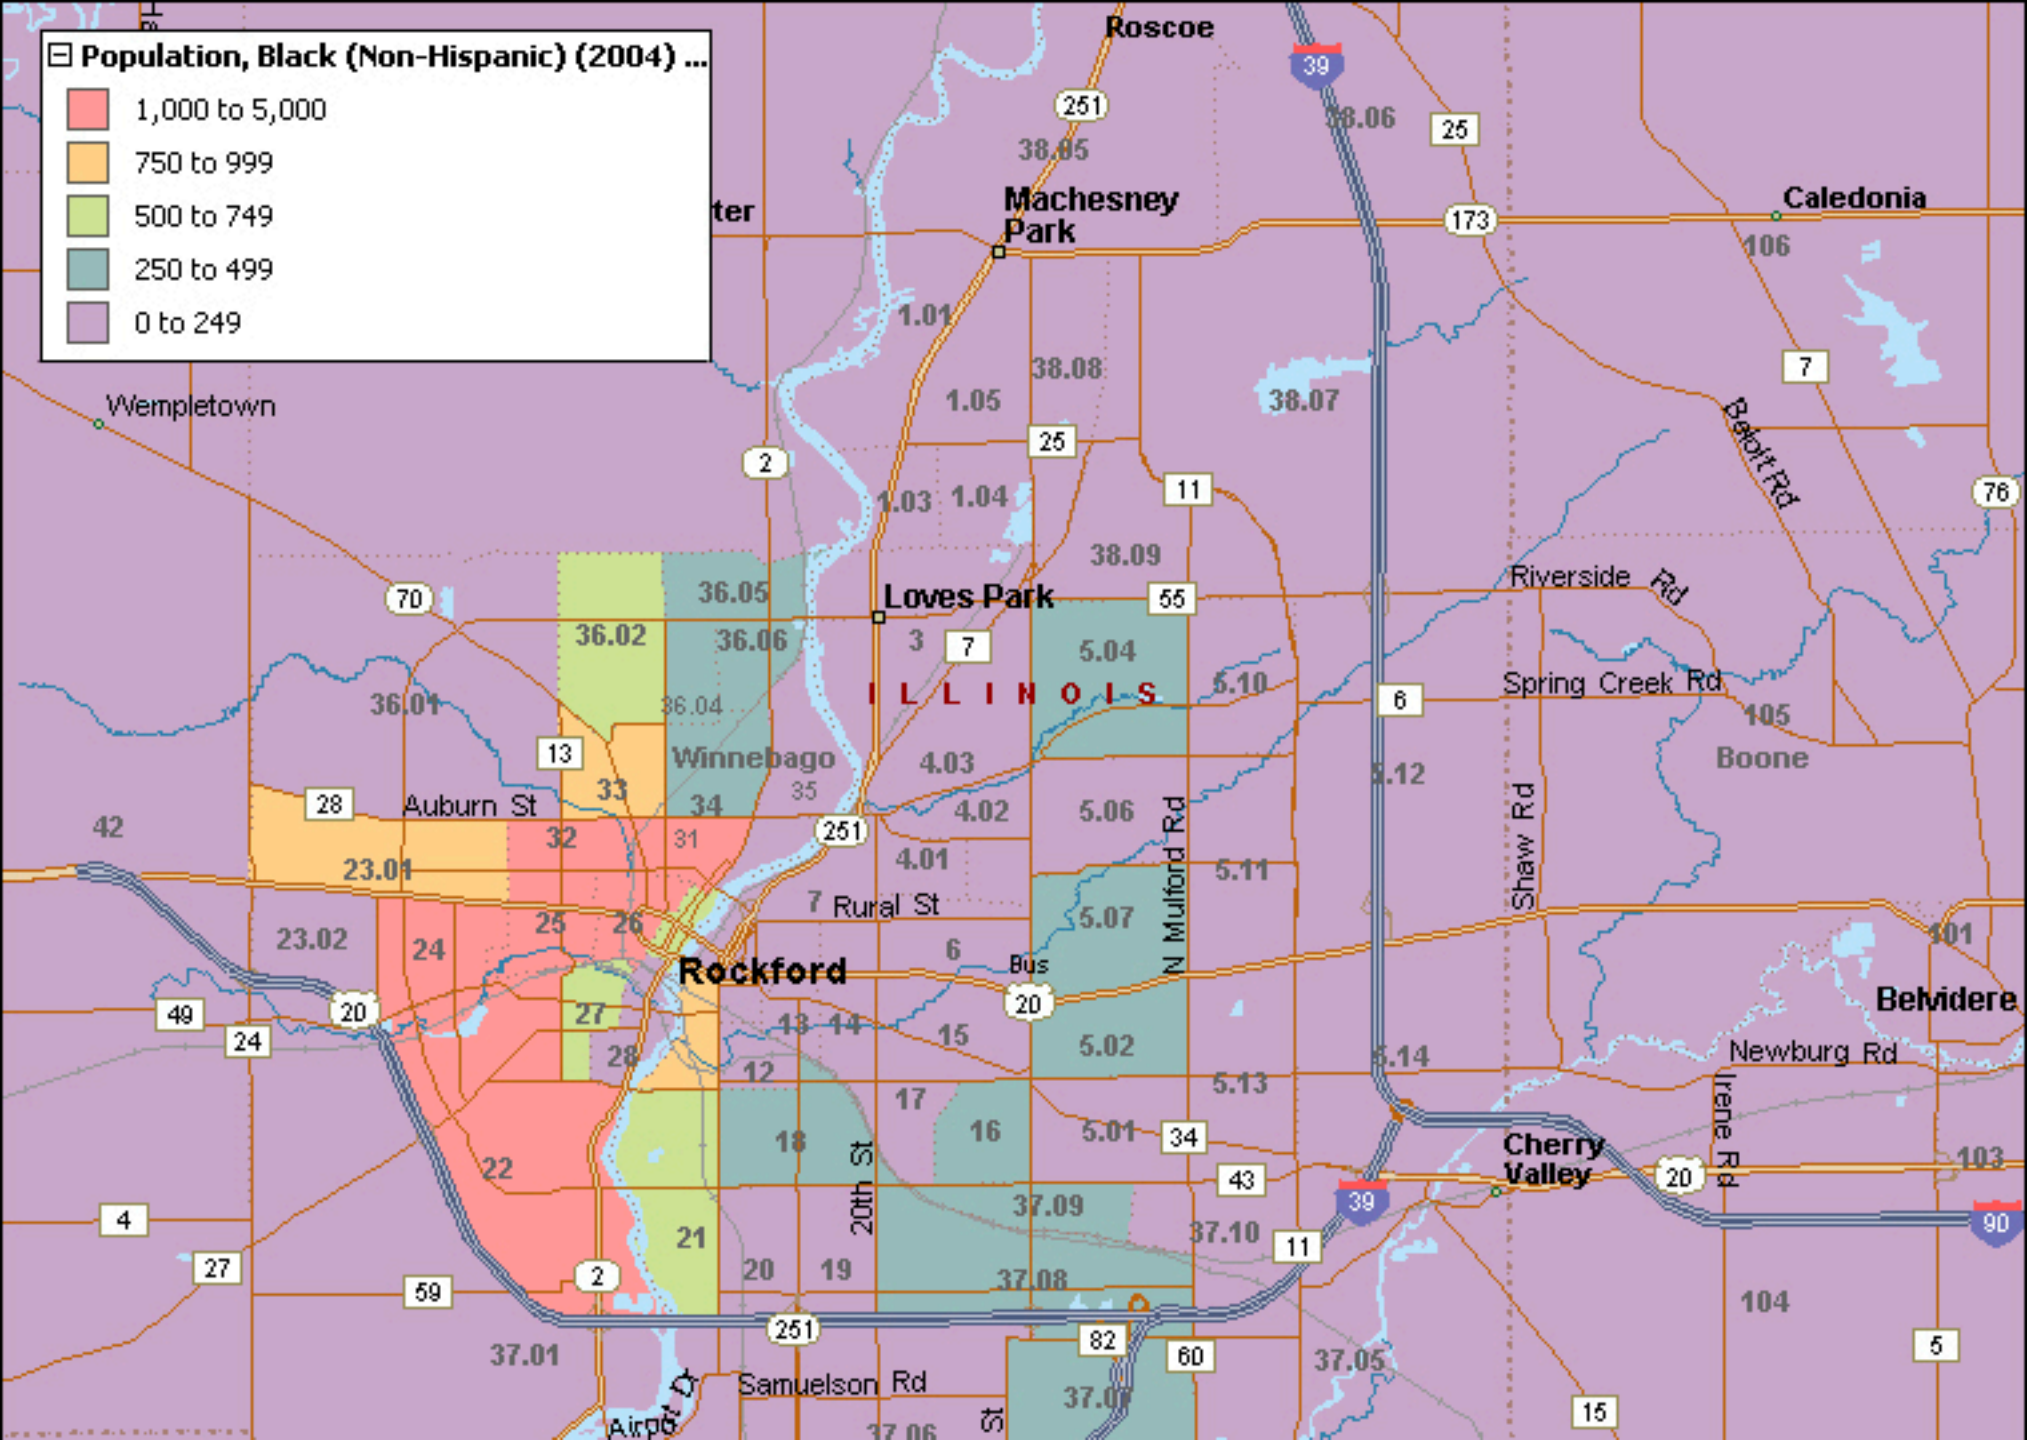 Population, Black (Non-Hispanic) (2004) ...
1,000 to 5,000
750 to 999
500 to 749
250 to 499
0 to 249
Roscoe
39
38.06
251
25
38.05
Machesney
Park
ter
173
Caledonia
106
1.01
38.08
7
Wempletown
1.05
38.07
25
Beloit Rd
2
1.03
1.04
11
76
38.09
Riverside Rd
70
36.05
Loves Park
55
36.02
36.06
3
7
5.04
ILLINOIS
5.10
Spring Creek Rd
36.01
36.04
6
105
13
Winnebago
4.03
Boone
5.12
33
35
28
Auburn St
34
4.02
5.06
N Mulford Rd
Shaw Rd
42
32
31
251
23.01
4.01
5.11
7
Rural St
25
26
5.07
23.02
24
6
101
Rockford
Bus
20
Belvidere
49
20
27
13
14
15
24
28
5.02
5.14
Newburg Rd
12
5.13
17
Irene Rd
18
16
5.01
34
Cherry
Valley
22
20th St
43
20
103
39
4
37.09
90
21
37.10
11
27
20
19
37.08
59
2
104
251
82
60
5
37.01
37.05
Samuelson Rd
37.07
St
15
Airport Dr
37.06